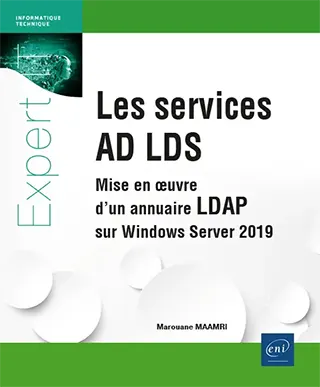 INFORMATIQUE
TECHNIQUE
Expert
Les services
AD LDS
Mise en œuvre
d'un annuaire LDAP
sur Windows Server 2019
Marouane MAAMRI
eni